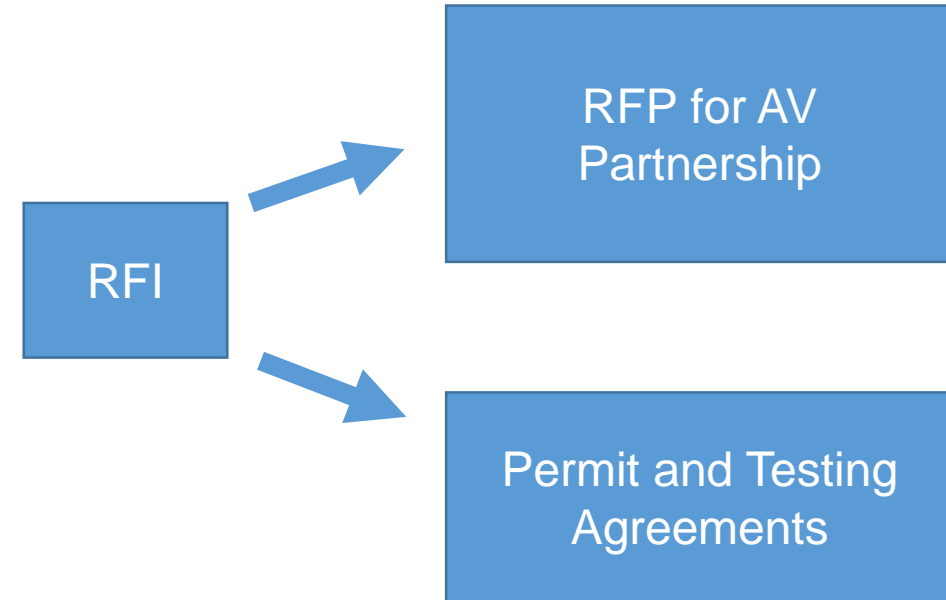 RFP for AV
Partnership
RFI
Permit and Testing
Agreements